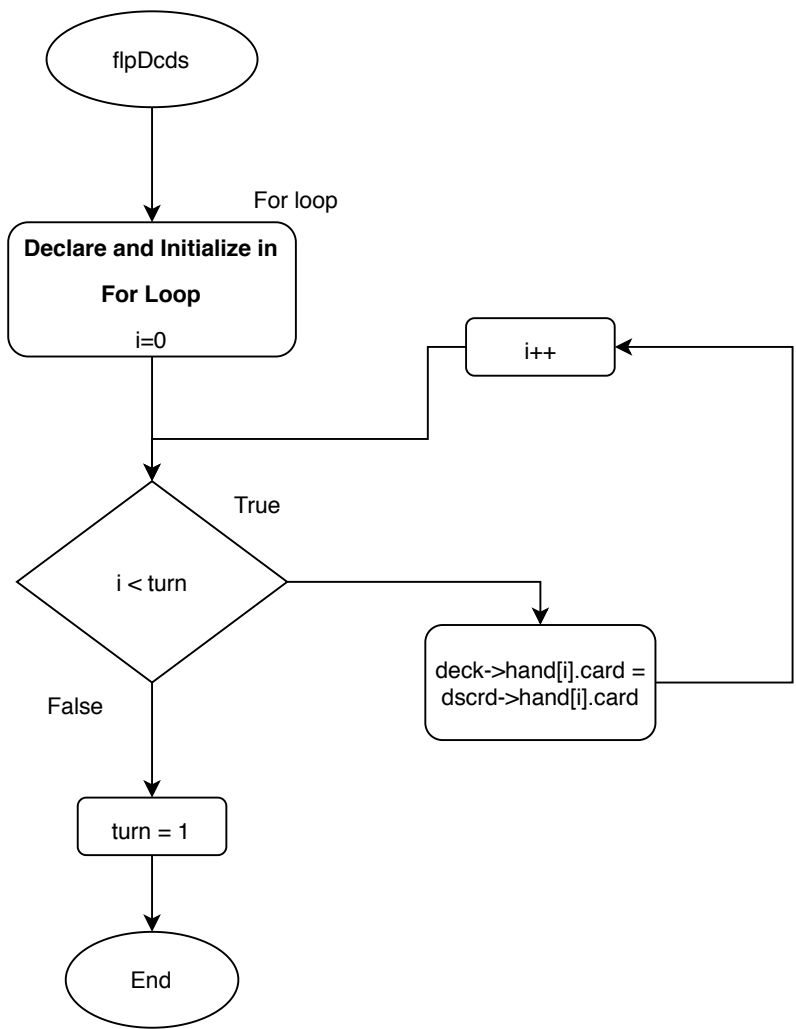 flpDcds
For loop
Declare and Initialize in
For Loop
i=0
i++
True
i < turn
deck->hand[i].card =
dscrd->hand[i].card
False
turn = 1
End